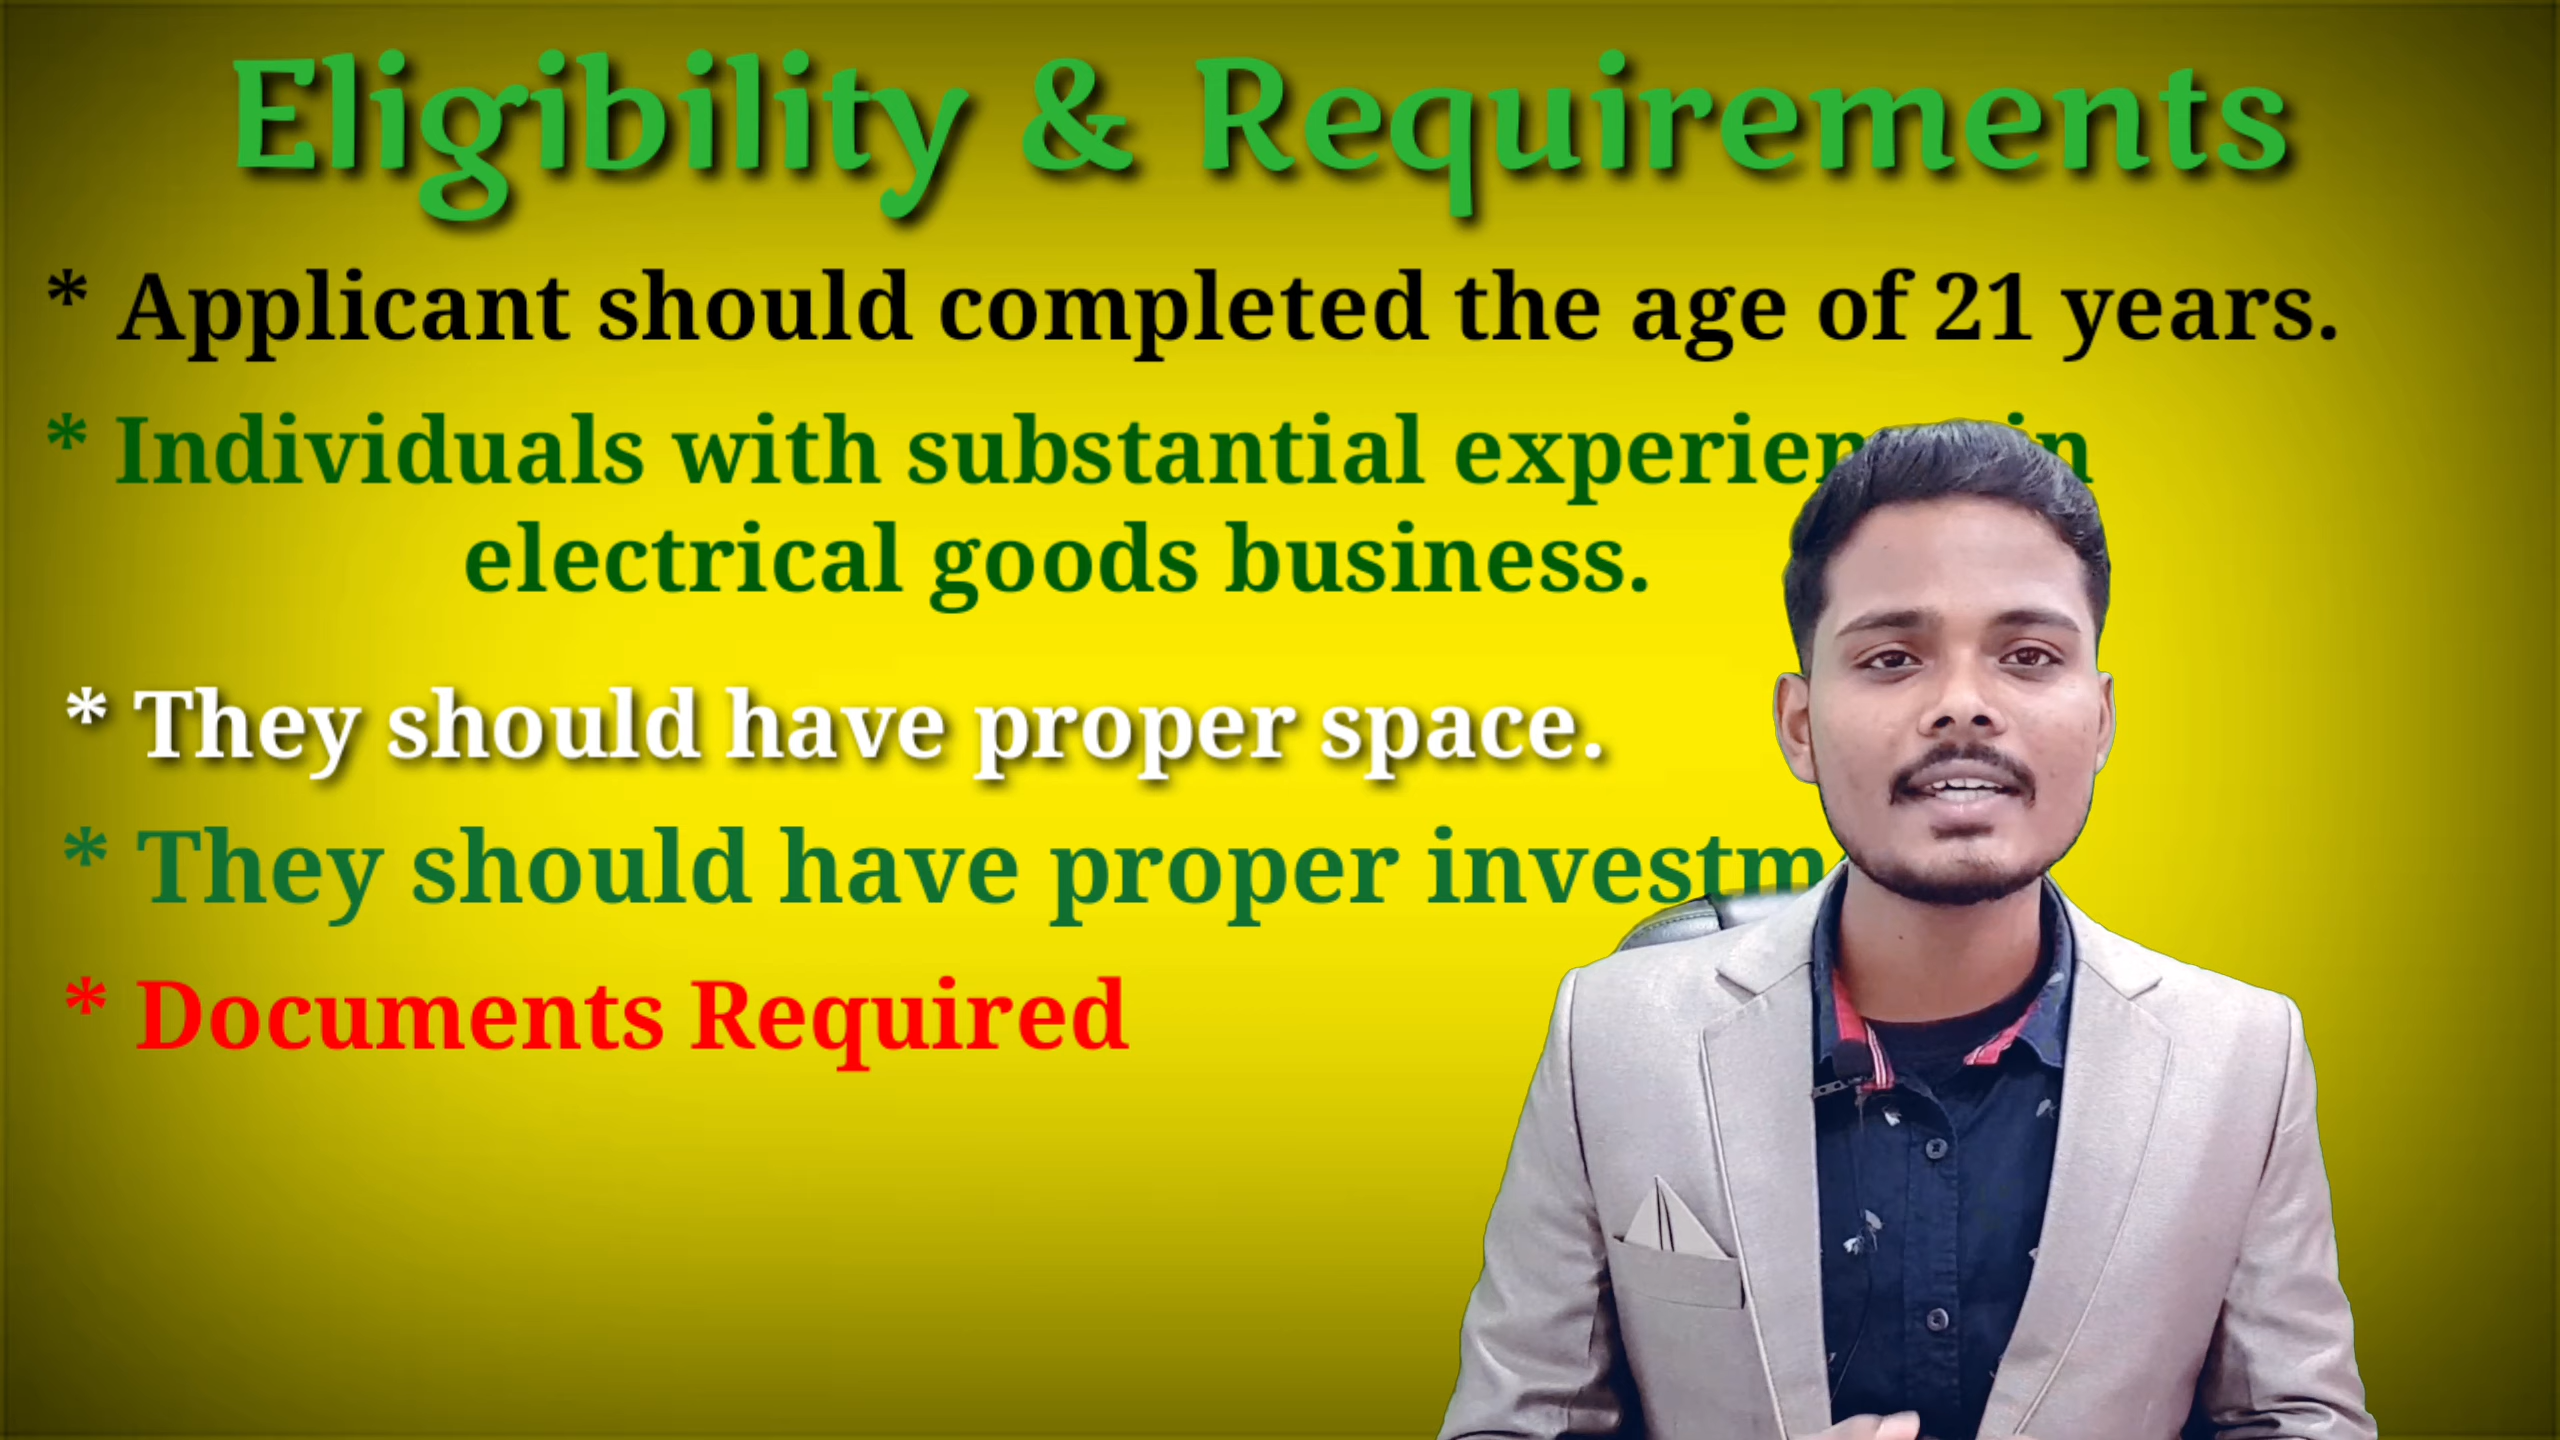 Eligibility & Requirements
* Applicant should completed the age of 21 years.
* Individuals with substantial in
electrical goods business.
* They should have proper space.
* They should have proper
* Documents Required